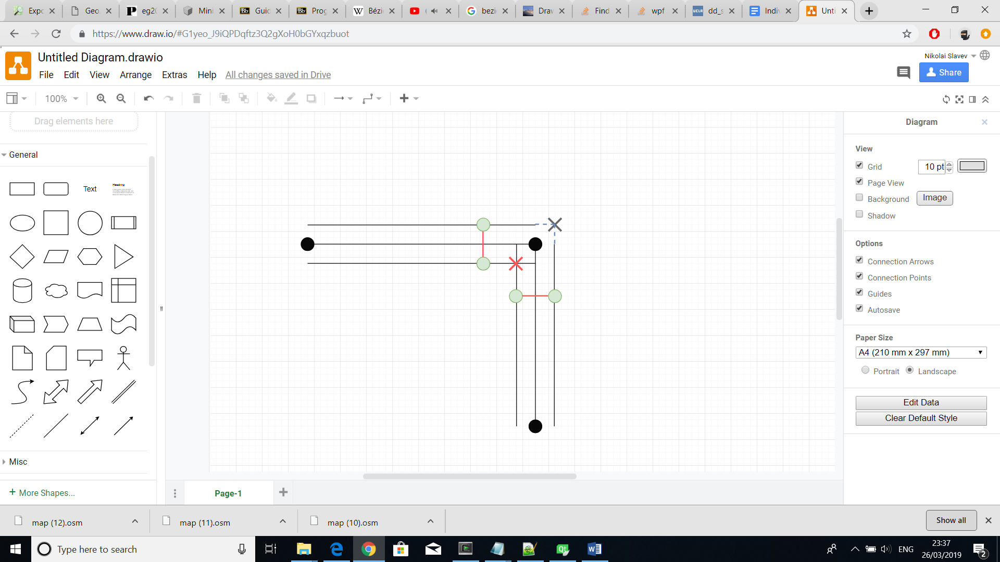 Expo Geo. eg20 Mini Guid Prog Bézi bezi Draw Find wpf dd_s Indiv Unti
https://www.draw.io/#G1yeo_J9iQPDqftz3Q2gXoH0bGYxqzbuot
Untitled Diagram.drawio
Nikolai Slavev
File Edit View Arrange Extras Help All changes saved in Drive
Share
100%
Drag elements here
Diagram
General
View
Grid 10 pt
Page View
Background Image
Shadow
Text Heading
Options
Connection Arrows
Connection Points
Guides
Autosave
Paper Size
A4 (210 mm x 297 mm)
Portrait Landscape
Edit Data
Clear Default Style
Misc
+ More Shapes...
Page-1
map (12).osm map (11).osm map (10).osm Show all
Type here to search
ENG
23:37
26/03/2019
2